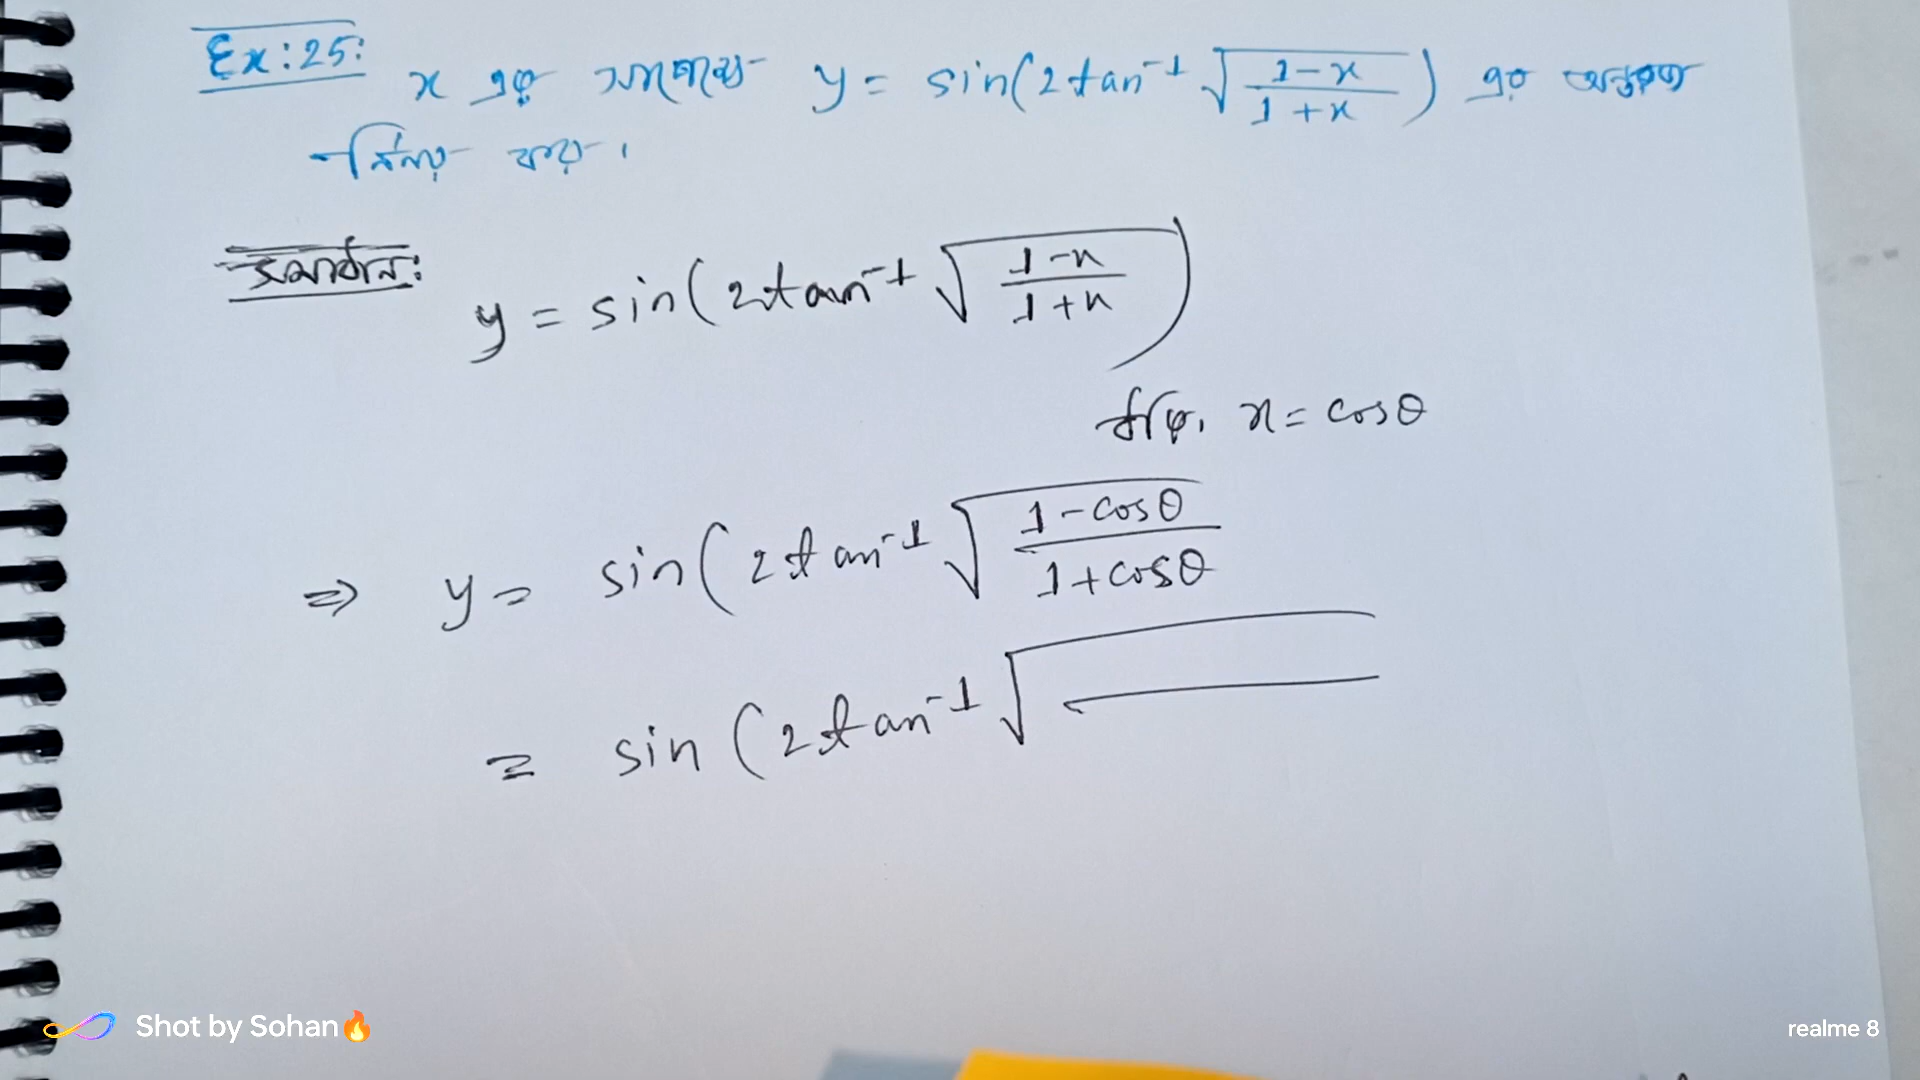 Ex:25: x এর সাপেক্ষে y = sin(2tan⁻¹ √((1-x)/(1+x))) এর অন্তরজ
নির্ণয় কর।
সমাধান: y = sin(2tan⁻¹ √((1-x)/(1+x)))
ধরি, x = cosθ
⇒ y = sin(2tan⁻¹ √((1-cosθ)/(1+cosθ))
= sin(2tan⁻¹ √
Shot by Sohan🔥
realme 8